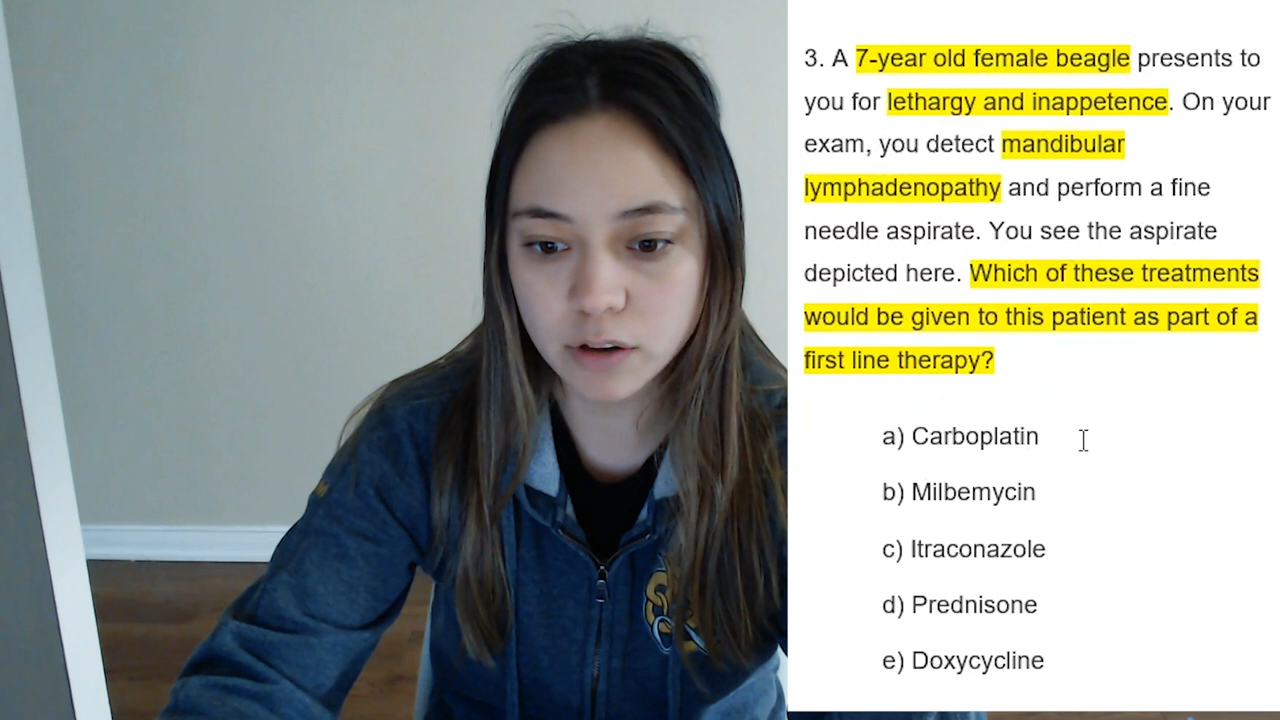 3. A 7-year old female beagle presents to
you for lethargy and inappetence. On your
exam, you detect mandibular
lymphadenopathy and perform a fine
needle aspirate. You see the aspirate
depicted here. Which of these treatments
would be given to this patient as part of a
first line therapy?
a) Carboplatin
b) Milbemycin
c) Itraconazole
d) Prednisone
e) Doxycycline